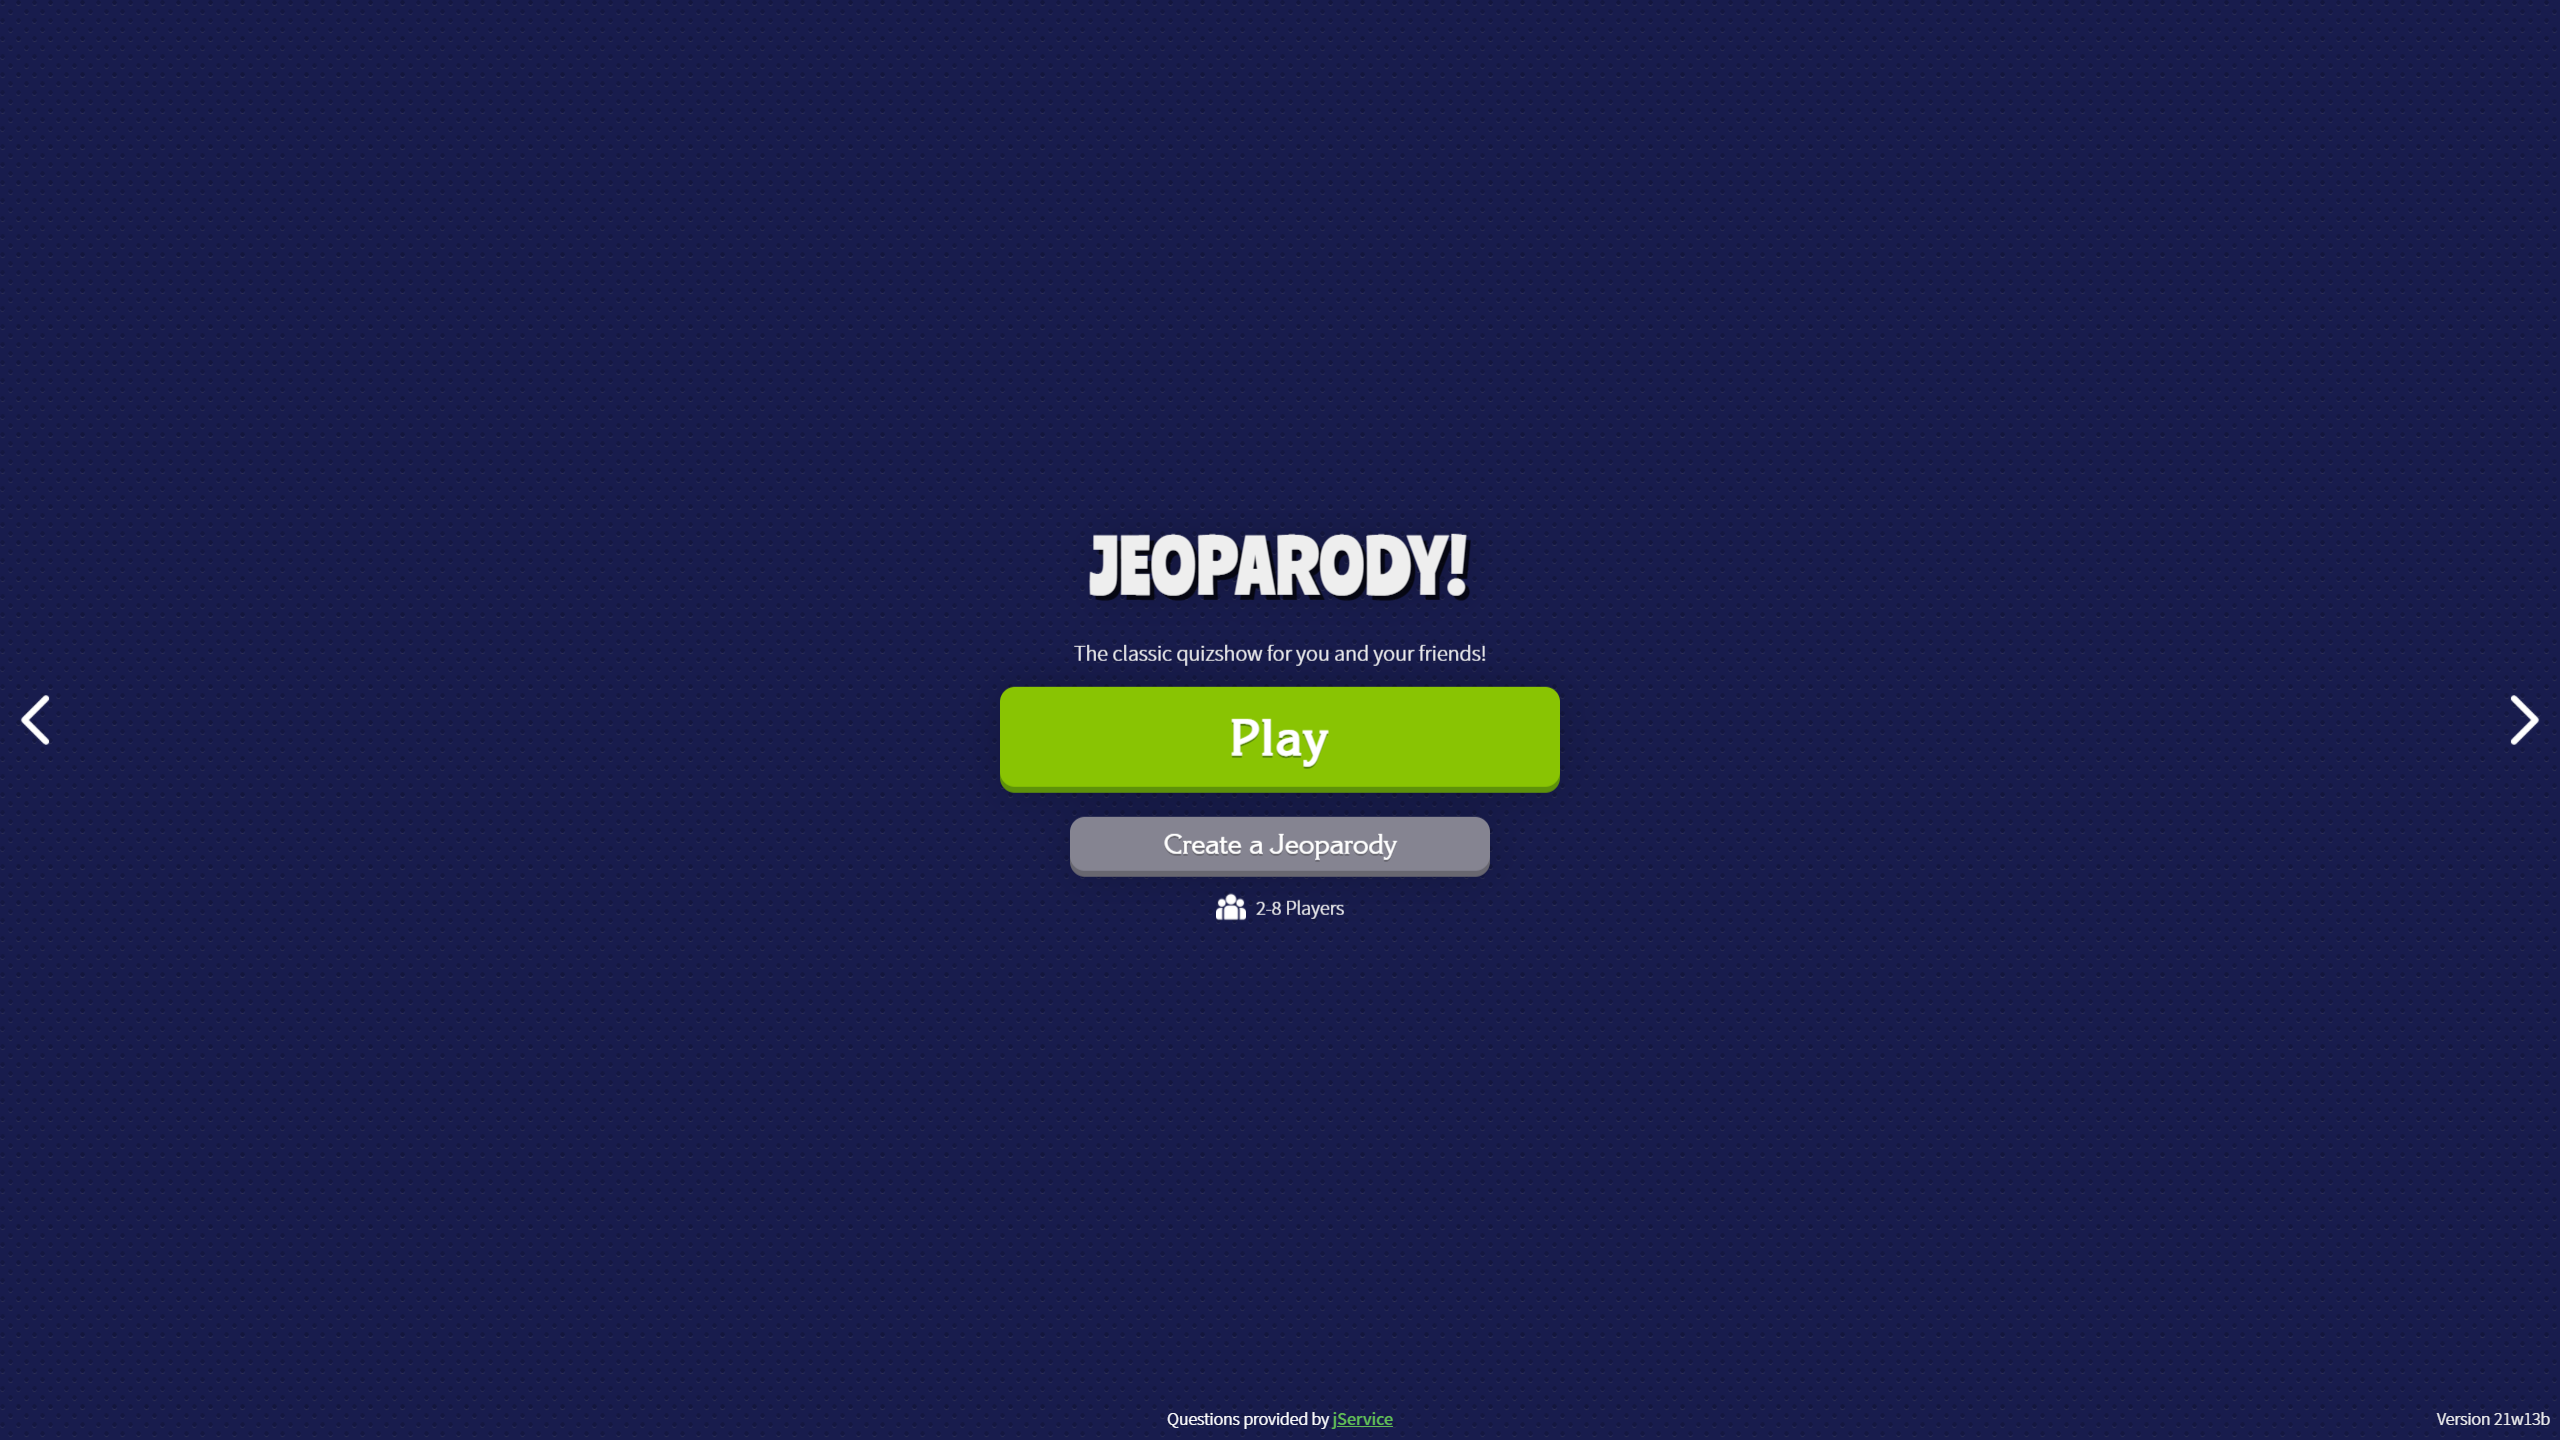 JEOPARODY!
The classic quizshow for you and your friends!
Play
Create a Jeoparody
2-8 Players
Questions provided by jService
Version 21w13b